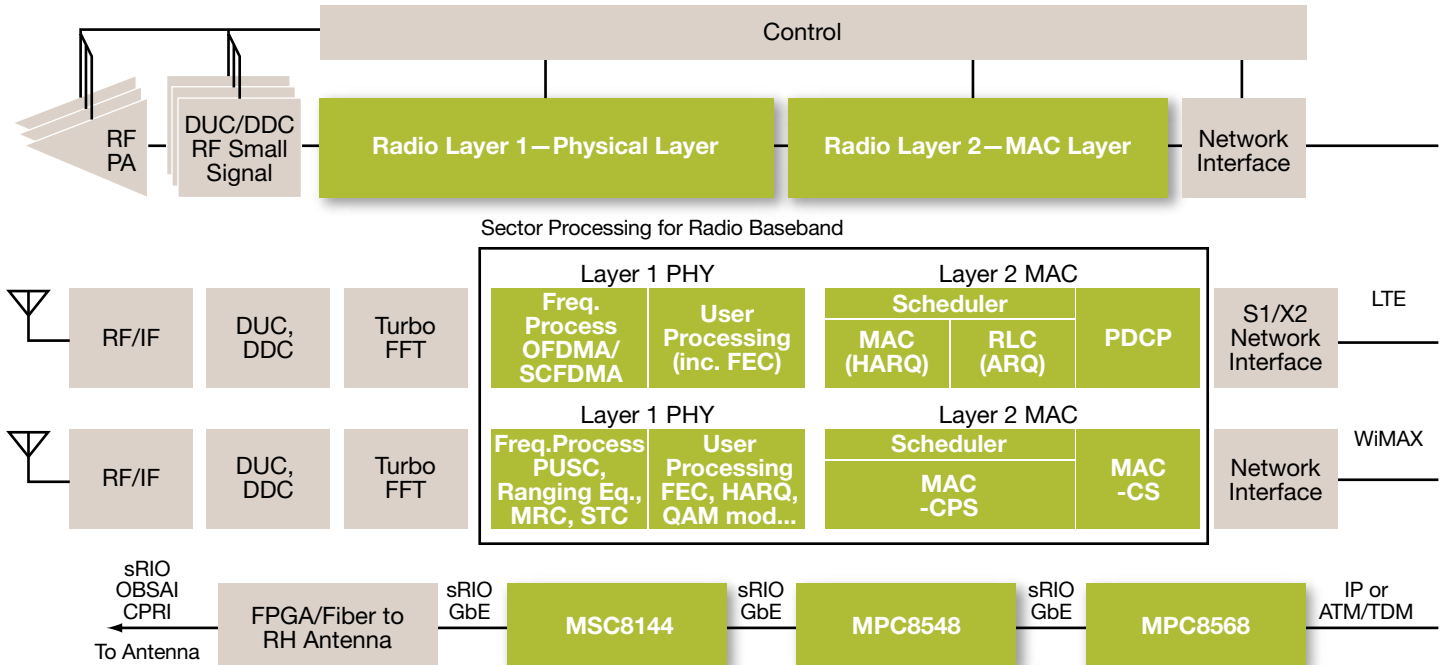 Control
RF
PA
DUC/DDC
RF Small
Signal
Radio Layer 1—Physical Layer
Radio Layer 2—MAC Layer
Network
Interface
Sector Processing for Radio Baseband
Layer 1 PHY
Layer 2 MAC
RF/IF
DUC,
DDC
Turbo
FFT
Freq.
Process
OFDMA/
SCFDMA
User
Processing
(inc. FEC)
Scheduler
MAC
(HARQ)
RLC
(ARQ)
PDCP
S1/X2
Network
Interface
LTE
Layer 1 PHY
Layer 2 MAC
RF/IF
DUC,
DDC
Turbo
FFT
Freq.Process
PUSC,
Ranging Eq.,
MRC, STC
User
Processing
FEC, HARQ,
QAM mod...
Scheduler
MAC
-CPS
MAC
-CS
Network
Interface
WiMAX
sRIO
OBSAI
CPRI
To Antenna
FPGA/Fiber to
RH Antenna
sRIO
GbE
MSC8144
sRIO
GbE
MPC8548
sRIO
GbE
MPC8568
IP or
ATM/TDM